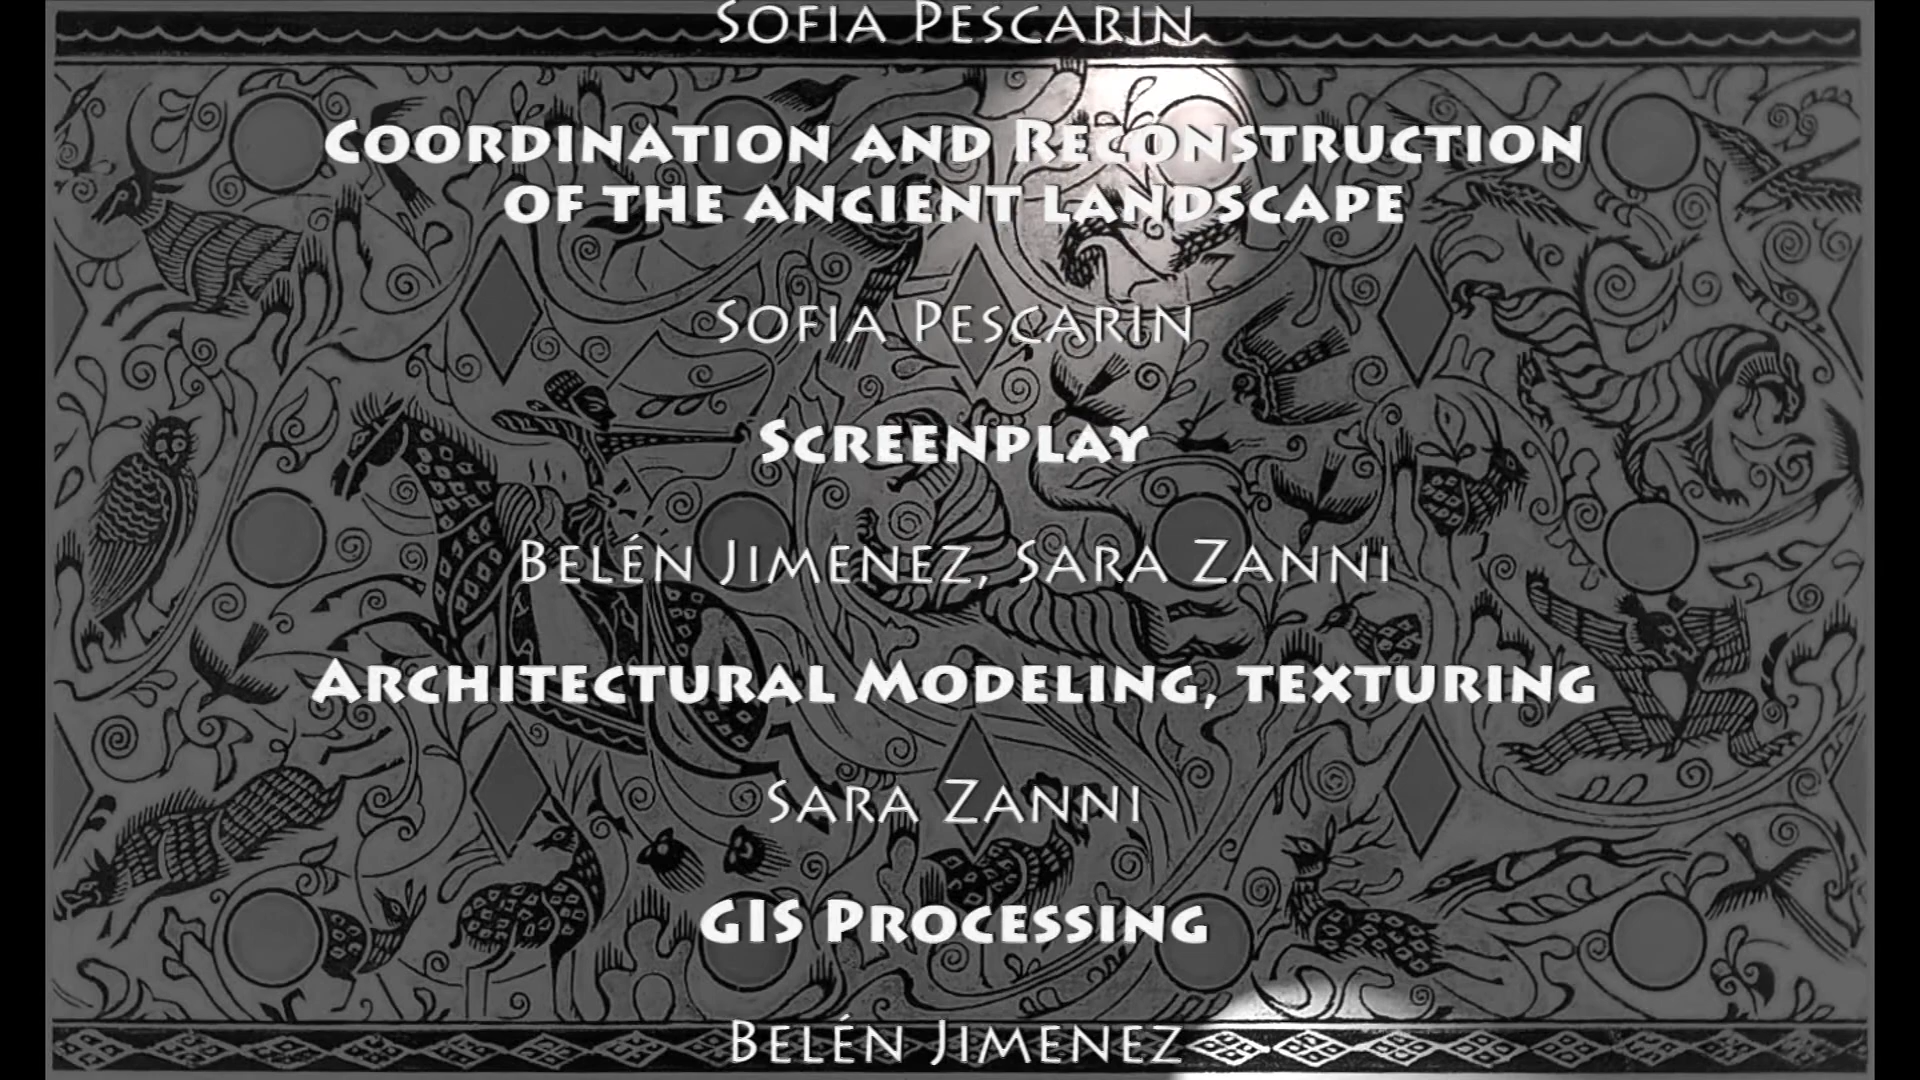 Sofia Pescarin
Coordination and Reconstruction
of the ancient landscape
Sofia Pescarin
Screenplay
Belén Jimenez, Sara Zanni
Architectural Modeling, texturing
Sara Zanni
GIS Processing
Belén Jimenez